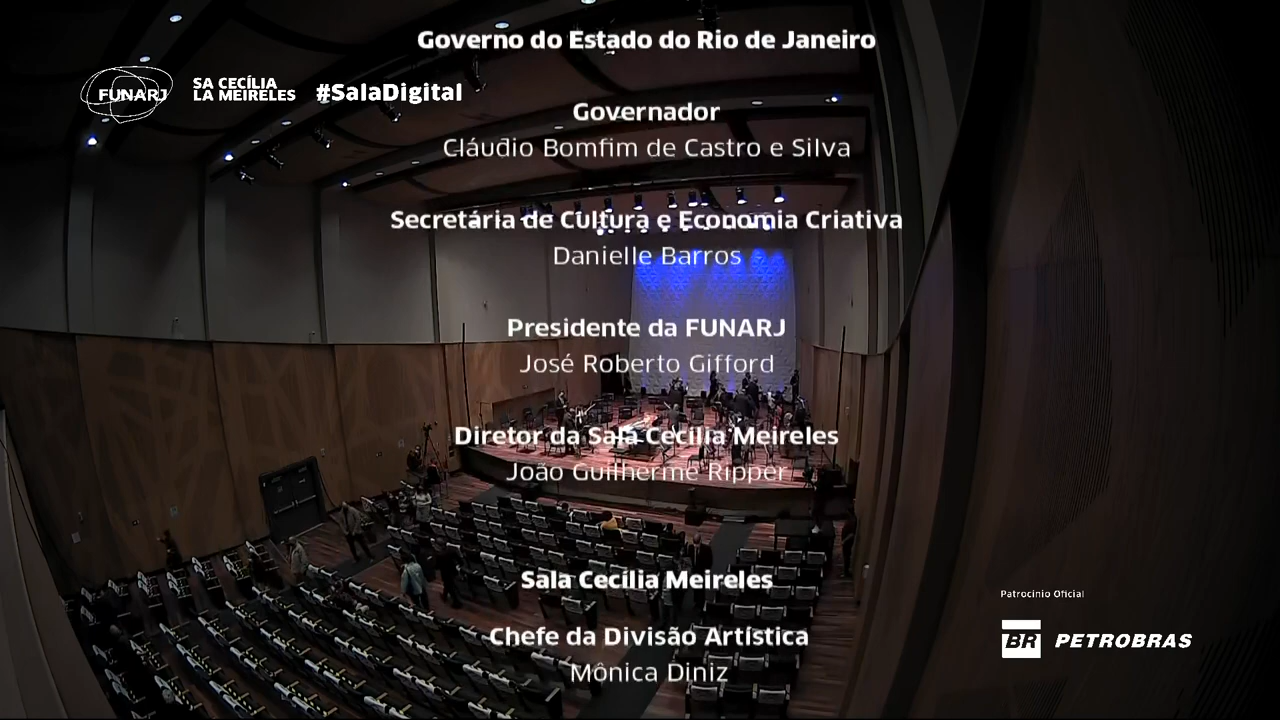 Governo do Estado do Rio de Janeiro
FUNARJ
SA CECÍLIA
LA MEIRELES
#SalaDigital
Governador
Cláudio Bomfim de Castro e Silva
Secretária de Cultura e Economia Criativa
Danielle Barros
Presidente da FUNARJ
José Roberto Gifford
Diretor da Sala Cecília Meireles
João Guilherme Ripper
Sala Cecília Meireles
Chefe da Divisão Artística
Mônica Diniz
Patrocínio Oficial
BR PETROBRAS